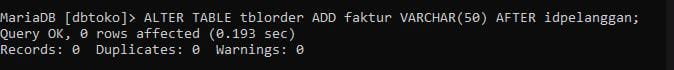 MariaDB [dbtoko]> ALTER TABLE tblorder ADD faktur VARCHAR(50) AFTER idpelanggan;
Query OK, 0 rows affected (0.193 sec)
Records: 0  Duplicates: 0  Warnings: 0